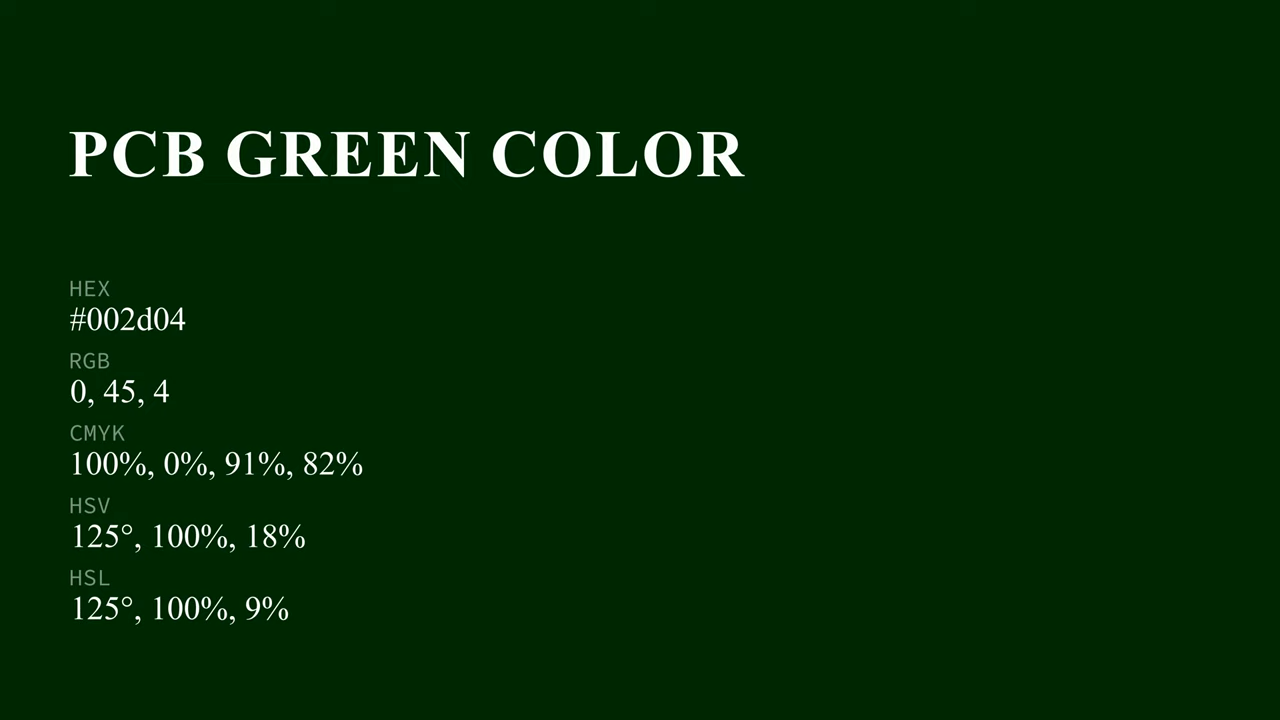 PCB GREEN COLOR
HEX
#002d04
RGB
0, 45, 4
CMYK
100%, 0%, 91%, 82%
HSV
125°, 100%, 18%
HSL
125°, 100%, 9%